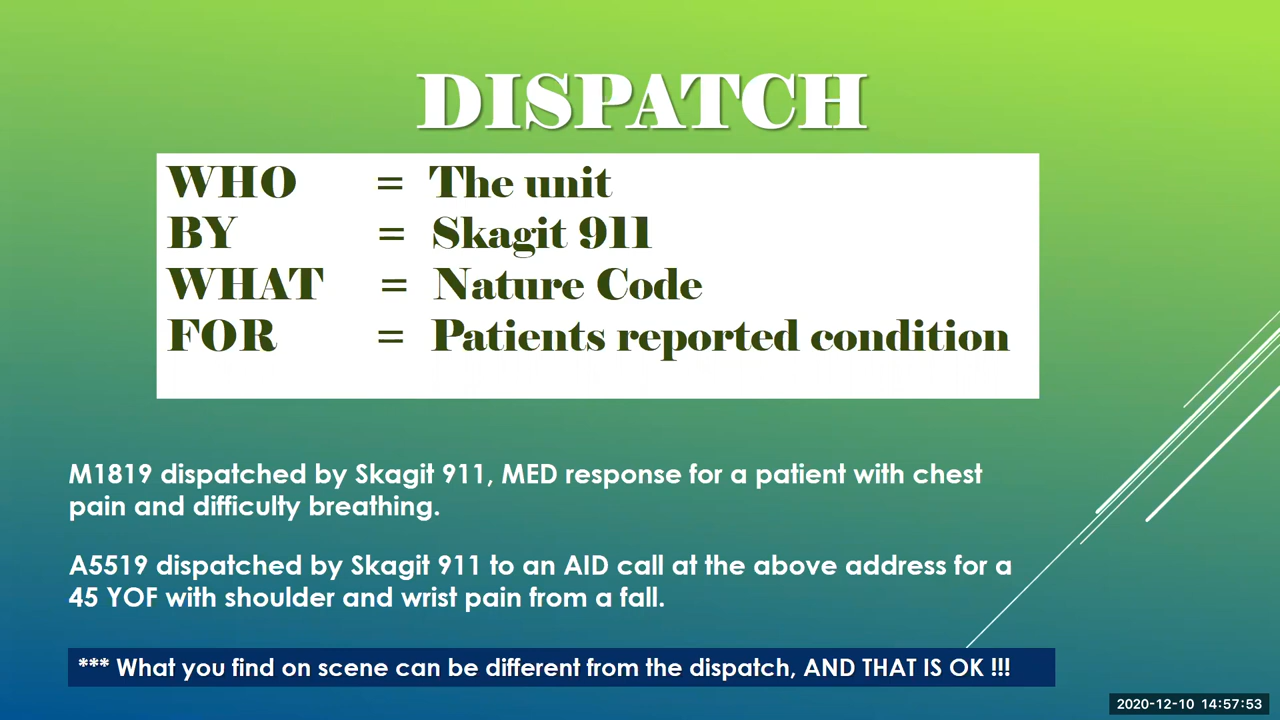 DISPATCH
WHO = The unit
BY = Skagit 911
WHAT = Nature Code
FOR = Patients reported condition
M1819 dispatched by Skagit 911, MED response for a patient with chest
pain and difficulty breathing.
A5519 dispatched by Skagit 911 to an AID call at the above address for a
45 YOF with shoulder and wrist pain from a fall.
*** What you find on scene can be different from the dispatch, AND THAT IS OK !!!
2020-12-10 14:57:53